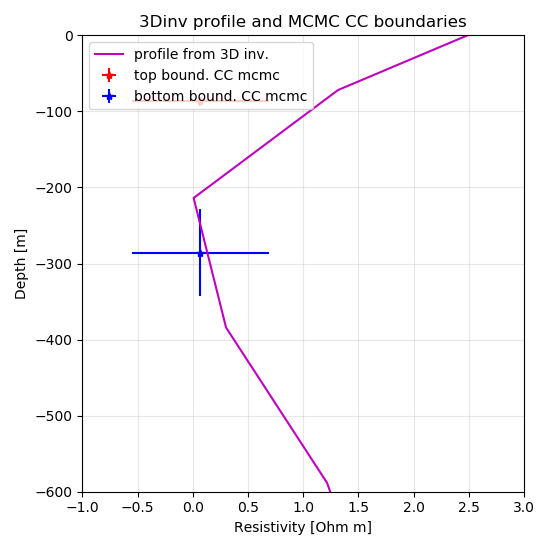 3Dinv profile and MCMC CC boundaries
profile from 3D inv.
top bound. CC mcmc
bottom bound. CC mcmc
0
−100
−200
−300
−400
−500
−600
Depth [m]
−1.0 −0.5 0.0 0.5 1.0 1.5 2.0 2.5 3.0
Resistivity [Ohm m]